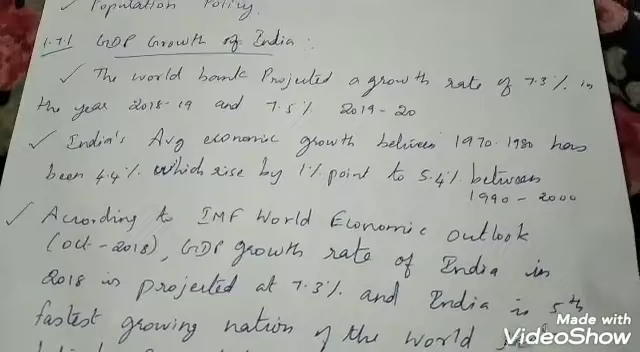 ✓ Population Policy.
1.7.1 GDP Growth of India :
✓ The world bank Projected a growth rate of 7.3% in
the year 2018-19 and 7.5% 2019-20
✓ India's Avg economic growth between 1970-1980 has
been 4.4% which rise by 1% point to 5.4% between
1990-2000
✓ According to IMF World Economic outlook
(Oct-2018), GDP growth rate of India in
2018 is projected at 7.3% and India is 5th
fastest growing nation of the world
Made with
VideoShow